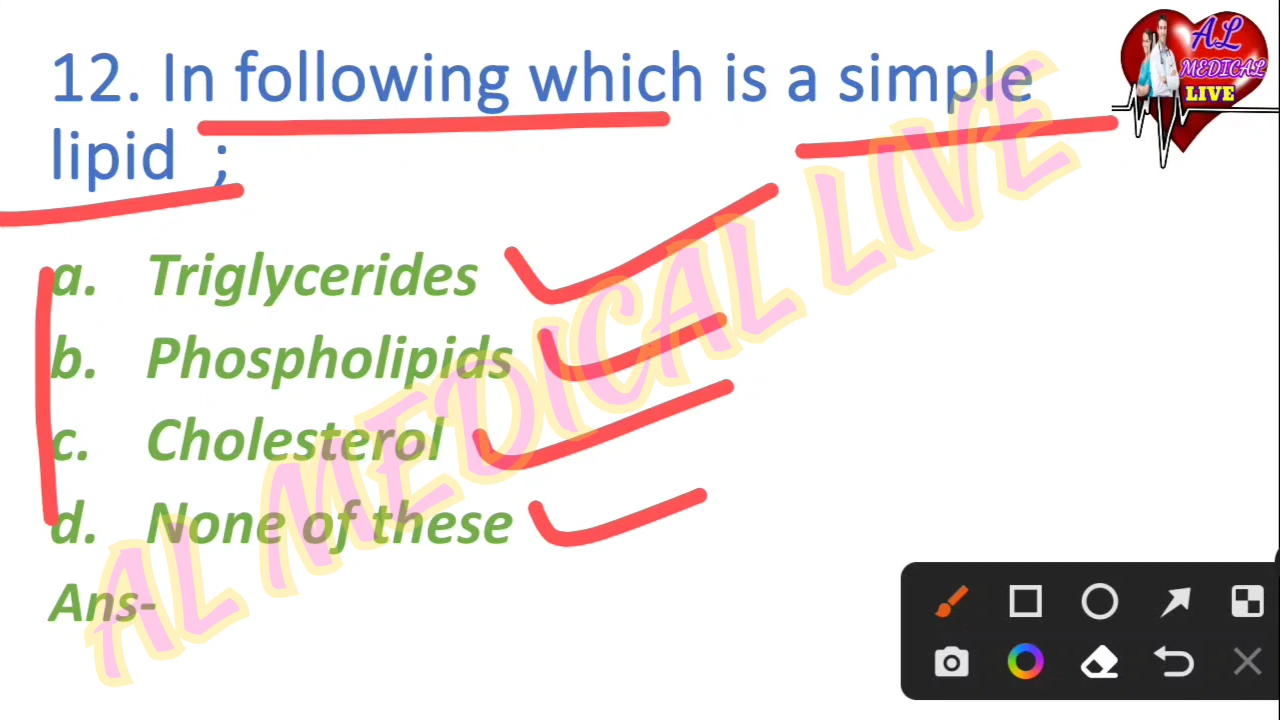 12. In following which is a simple
lipid ;
a. Triglycerides
b. Phospholipids
c. Cholesterol
d. None of these
Ans-
AL MEDICAL LIVE
AL
MEDICAL
LIVE